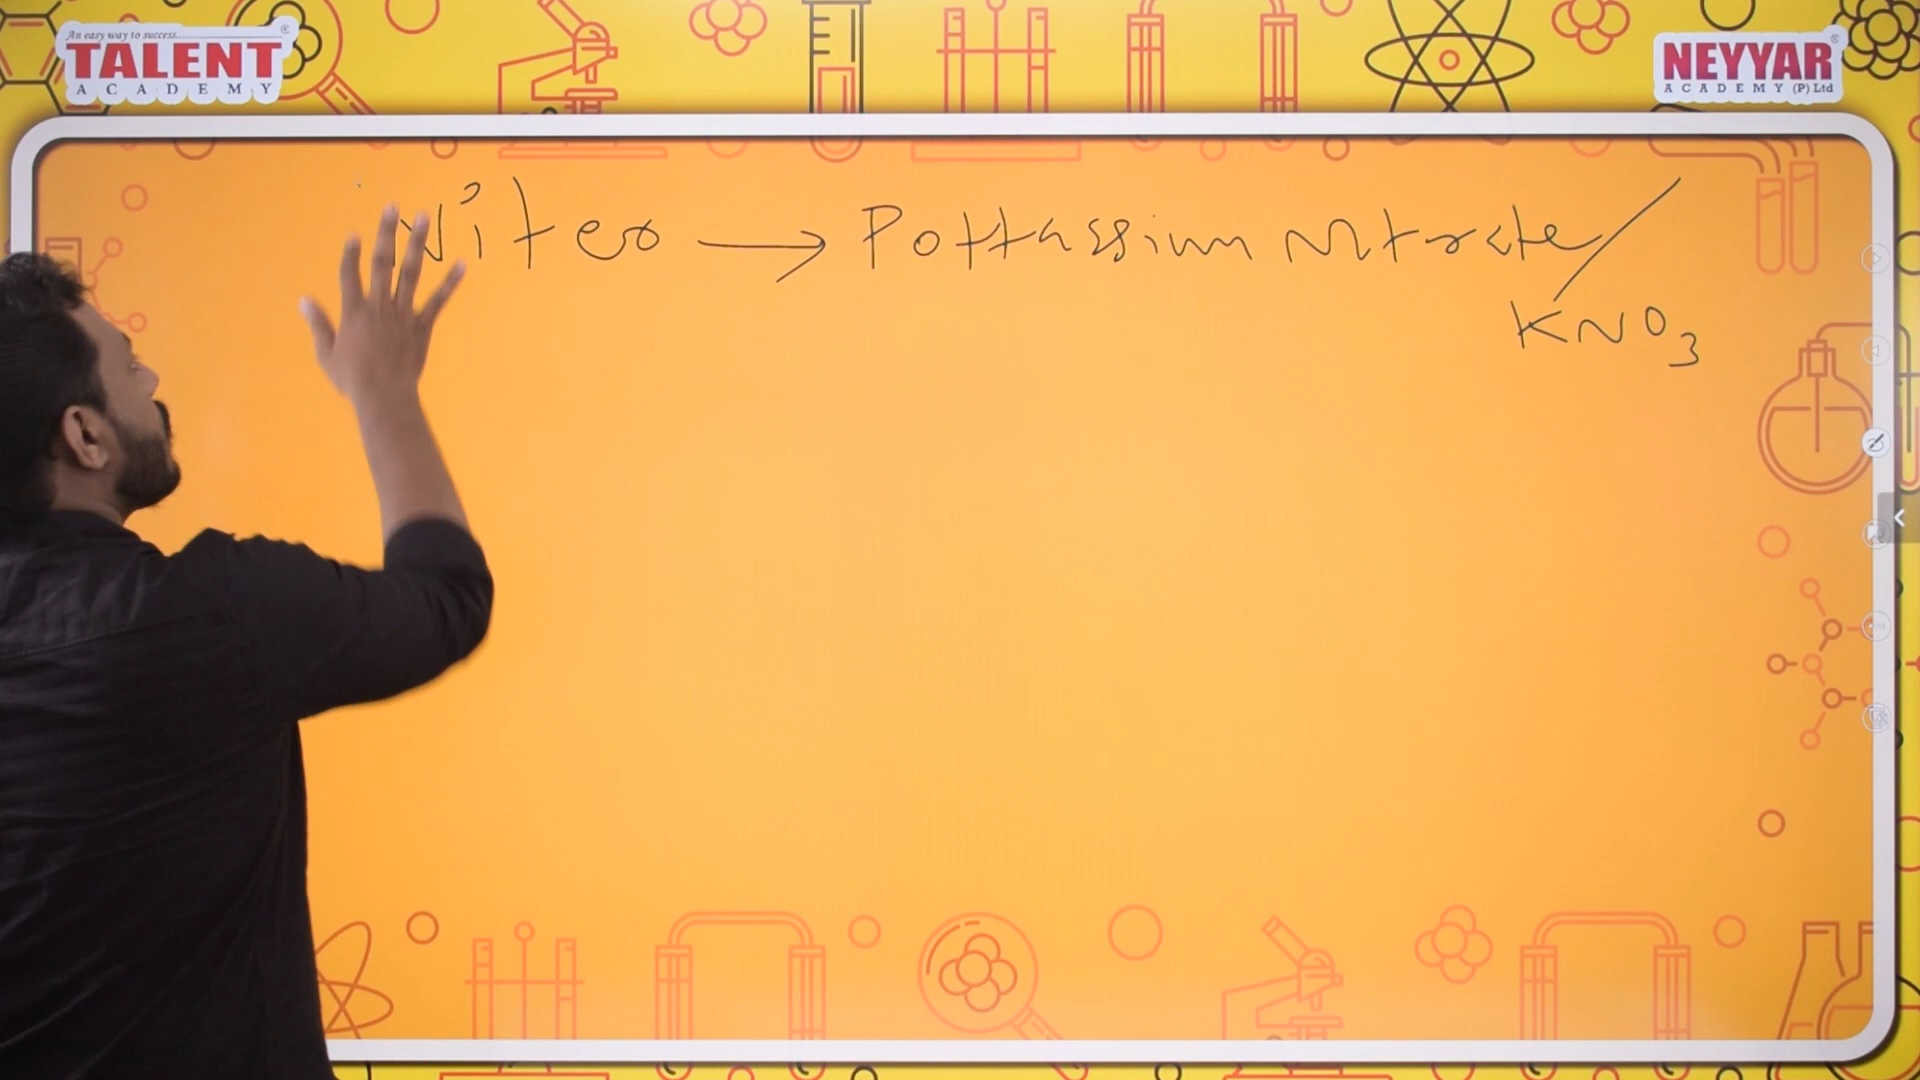 An easy way to success
TALENT
ACADEMY
NEYYAR
ACADEMY (P) Ltd
Niter → Pottassium Nitrate/
KNO3